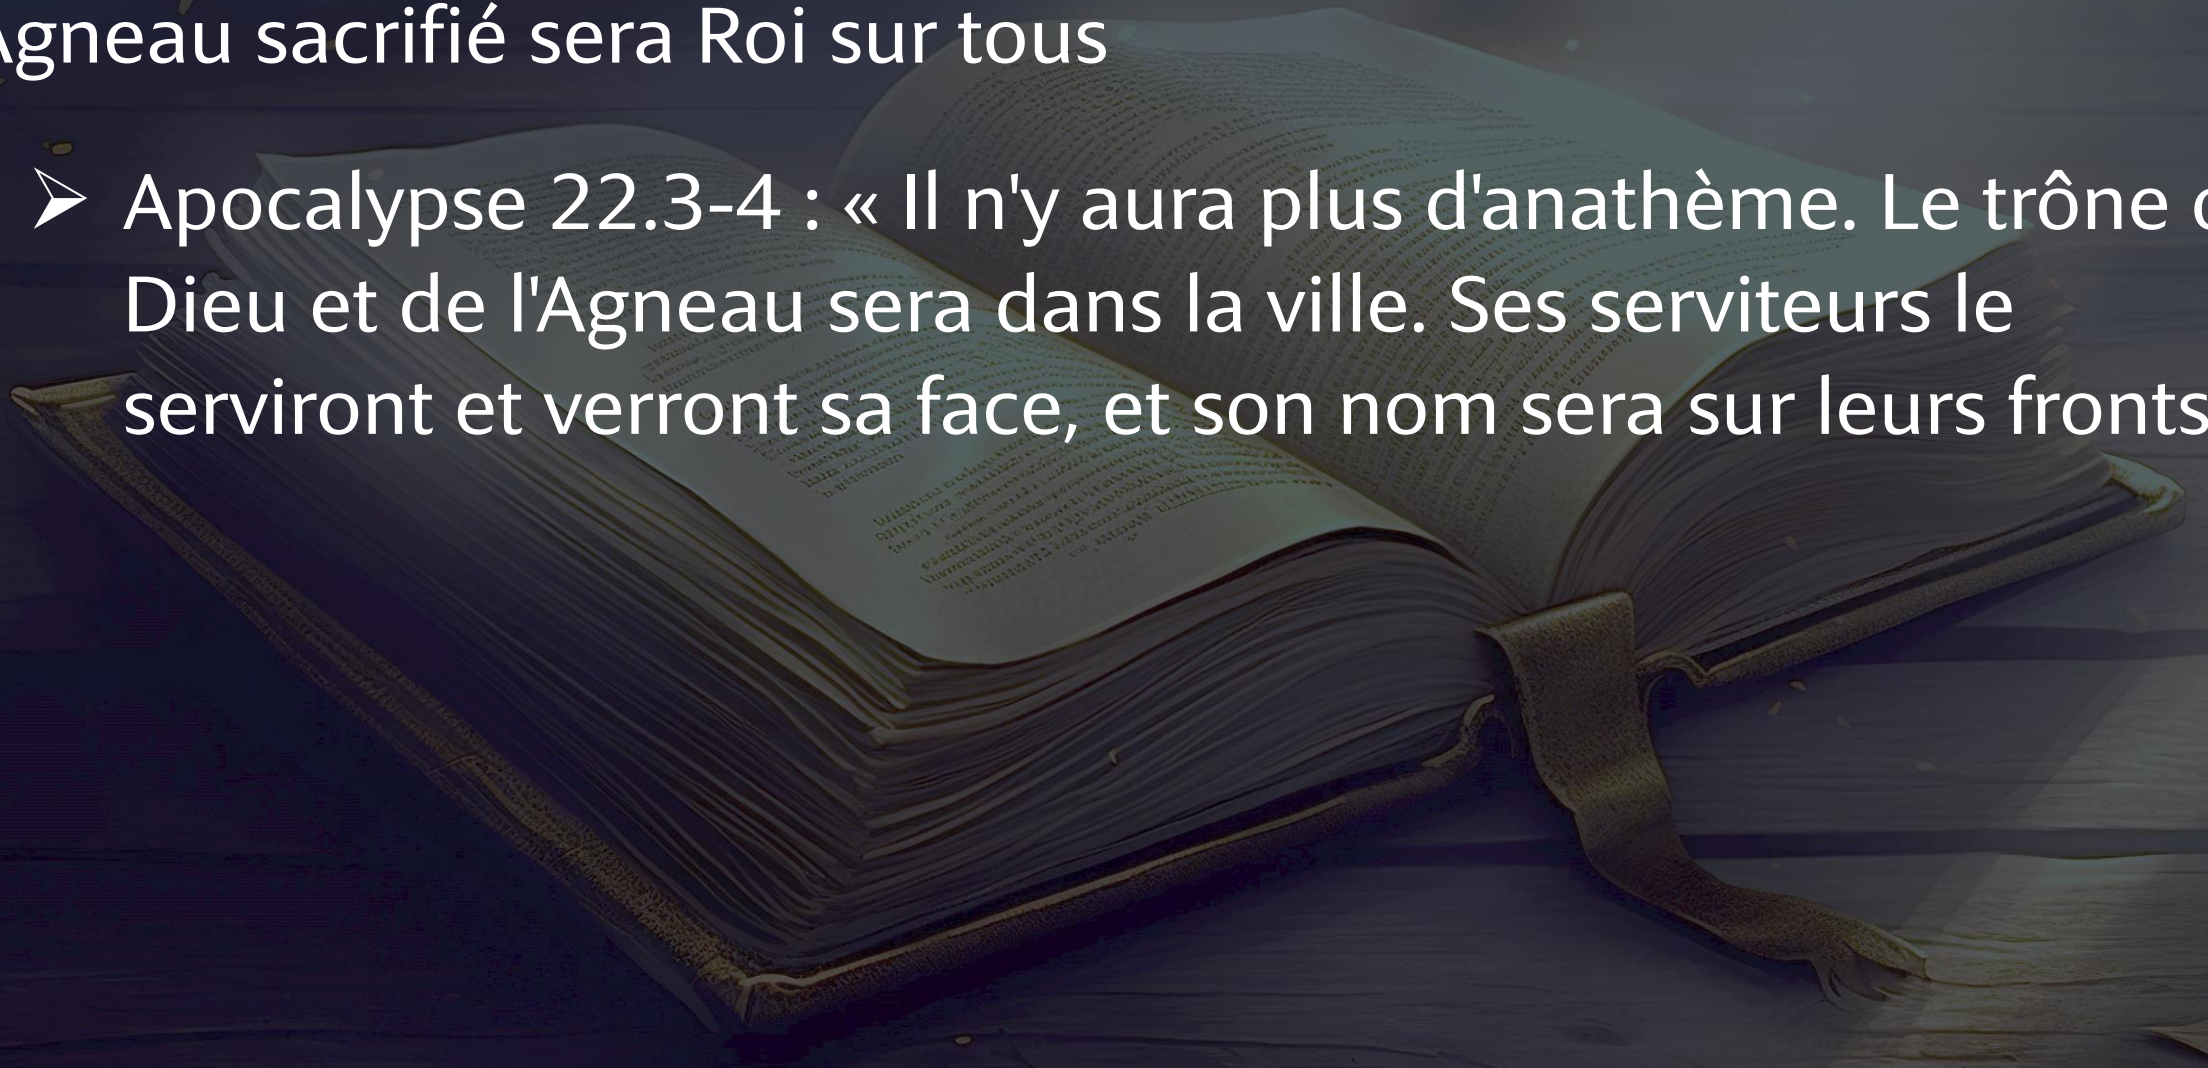 Agneau sacrifié sera Roi sur tous
➢ Apocalypse 22.3-4 : « Il n'y aura plus d'anathème. Le trône
Dieu et de l'Agneau sera dans la ville. Ses serviteurs le
serviront et verront sa face, et son nom sera sur leurs fronts